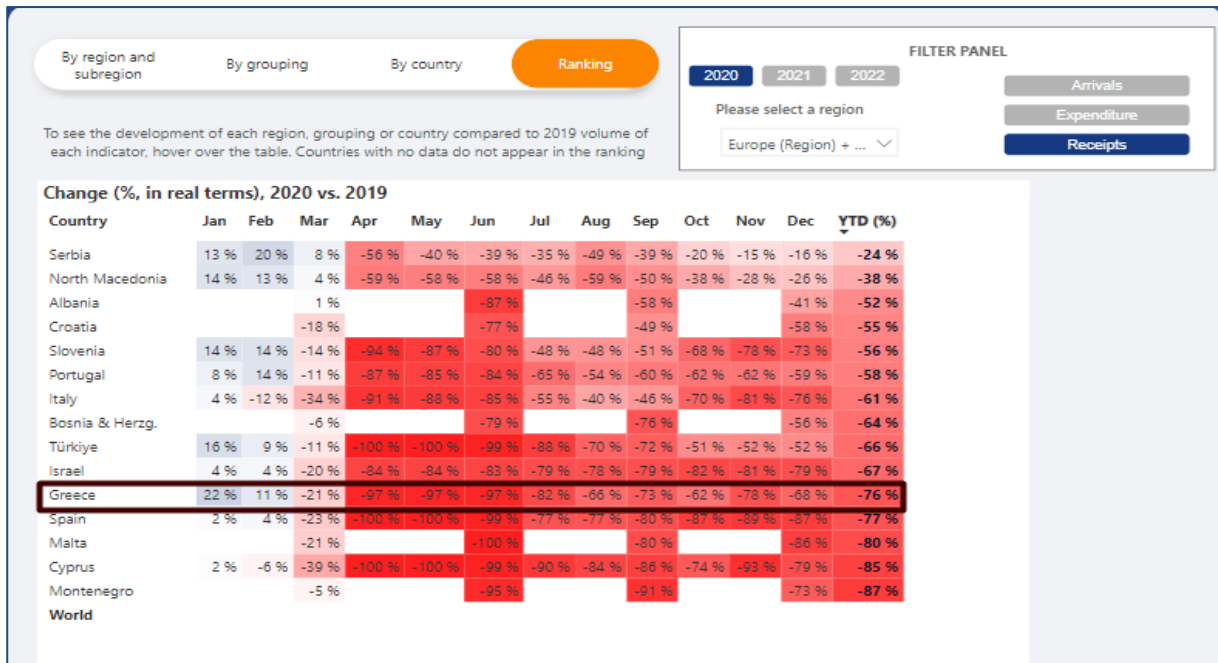 By region and subregion
By grouping
By country
Ranking
FILTER PANEL
2020
2021
2022
Please select a region
Europe (Region) + ...
Arrivals
Expenditure
Receipts
To see the development of each region, grouping or country compared to 2019 volume of
each indicator, hover over the table. Countries with no data do not appear in the ranking
Change (%, in real terms), 2020 vs. 2019
Country Jan Feb Mar Apr May Jun Jul Aug Sep Oct Nov Dec YTD (%)
Serbia 13 % 20 % 8 % -56 % -40 % -39 % -35 % -49 % -39 % -20 % -15 % -16 % -24 %
North Macedonia 14 % 13 % 4 % -59 % -58 % -58 % -46 % -59 % -50 % -38 % -28 % -26 % -38 %
Albania 1 % -87 % -58 % -41 % -52 %
Croatia -18 % -77 % -49 % -58 % -55 %
Slovenia 14 % 14 % -14 % -94 % -87 % -80 % -48 % -48 % -51 % -68 % -78 % -73 % -56 %
Portugal 8 % 14 % -11 % -87 % -85 % -84 % -65 % -54 % -60 % -62 % -62 % -59 % -58 %
Italy 4 % -12 % -34 % -91 % -88 % -85 % -55 % -40 % -46 % -70 % -81 % -76 % -61 %
Bosnia & Herzg. -6 % -79 % -76 % -56 % -64 %
Türkiye 16 % 9 % -11 % -100 % -100 % -99 % -88 % -70 % -72 % -51 % -52 % -52 % -66 %
Israel 4 % 4 % -20 % -84 % -84 % -83 % -79 % -78 % -79 % -82 % -81 % -79 % -67 %
Greece 22 % 11 % -21 % -97 % -97 % -97 % -82 % -66 % -73 % -62 % -78 % -68 % -76 %
Spain 2 % 4 % -23 % -100 % -100 % -99 % -77 % -77 % -80 % -87 % -89 % -87 % -77 %
Malta -21 % -100 % -80 % -86 % -80 %
Cyprus 2 % -6 % -39 % -100 % -100 % -99 % -90 % -84 % -86 % -74 % -93 % -79 % -85 %
Montenegro -5 % -95 % -91 % -73 % -87 %
World